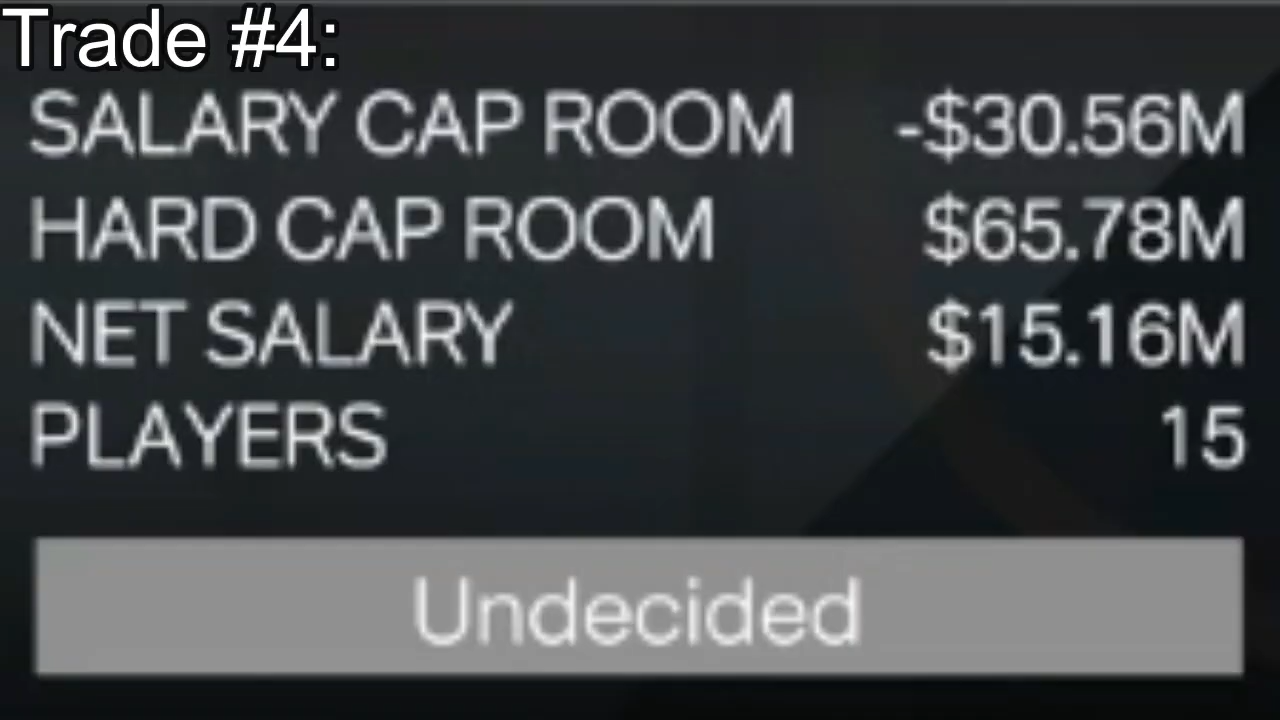 Trade #4:
SALARY CAP ROOM -$30.56M
HARD CAP ROOM $65.78M
NET SALARY $15.16M
PLAYERS 15
Undecided